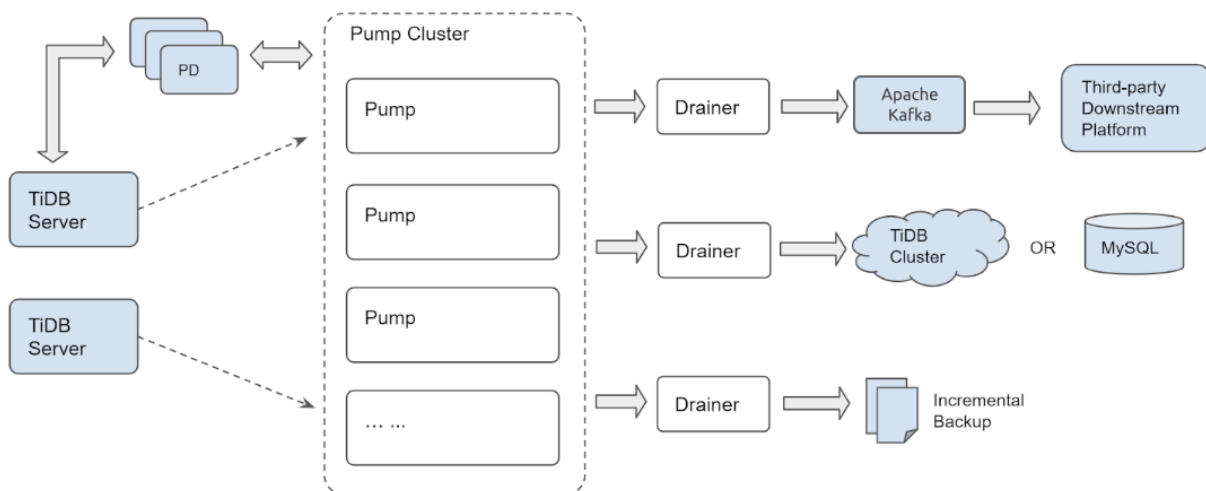 Pump Cluster
PD
Pump
Drainer
Apache
Kafka
Third-party
Downstream
Platform
TiDB
Server
Pump
Drainer
TiDB
Cluster
OR
MySQL
TiDB
Server
Pump
Drainer
Incremental
Backup
... ...